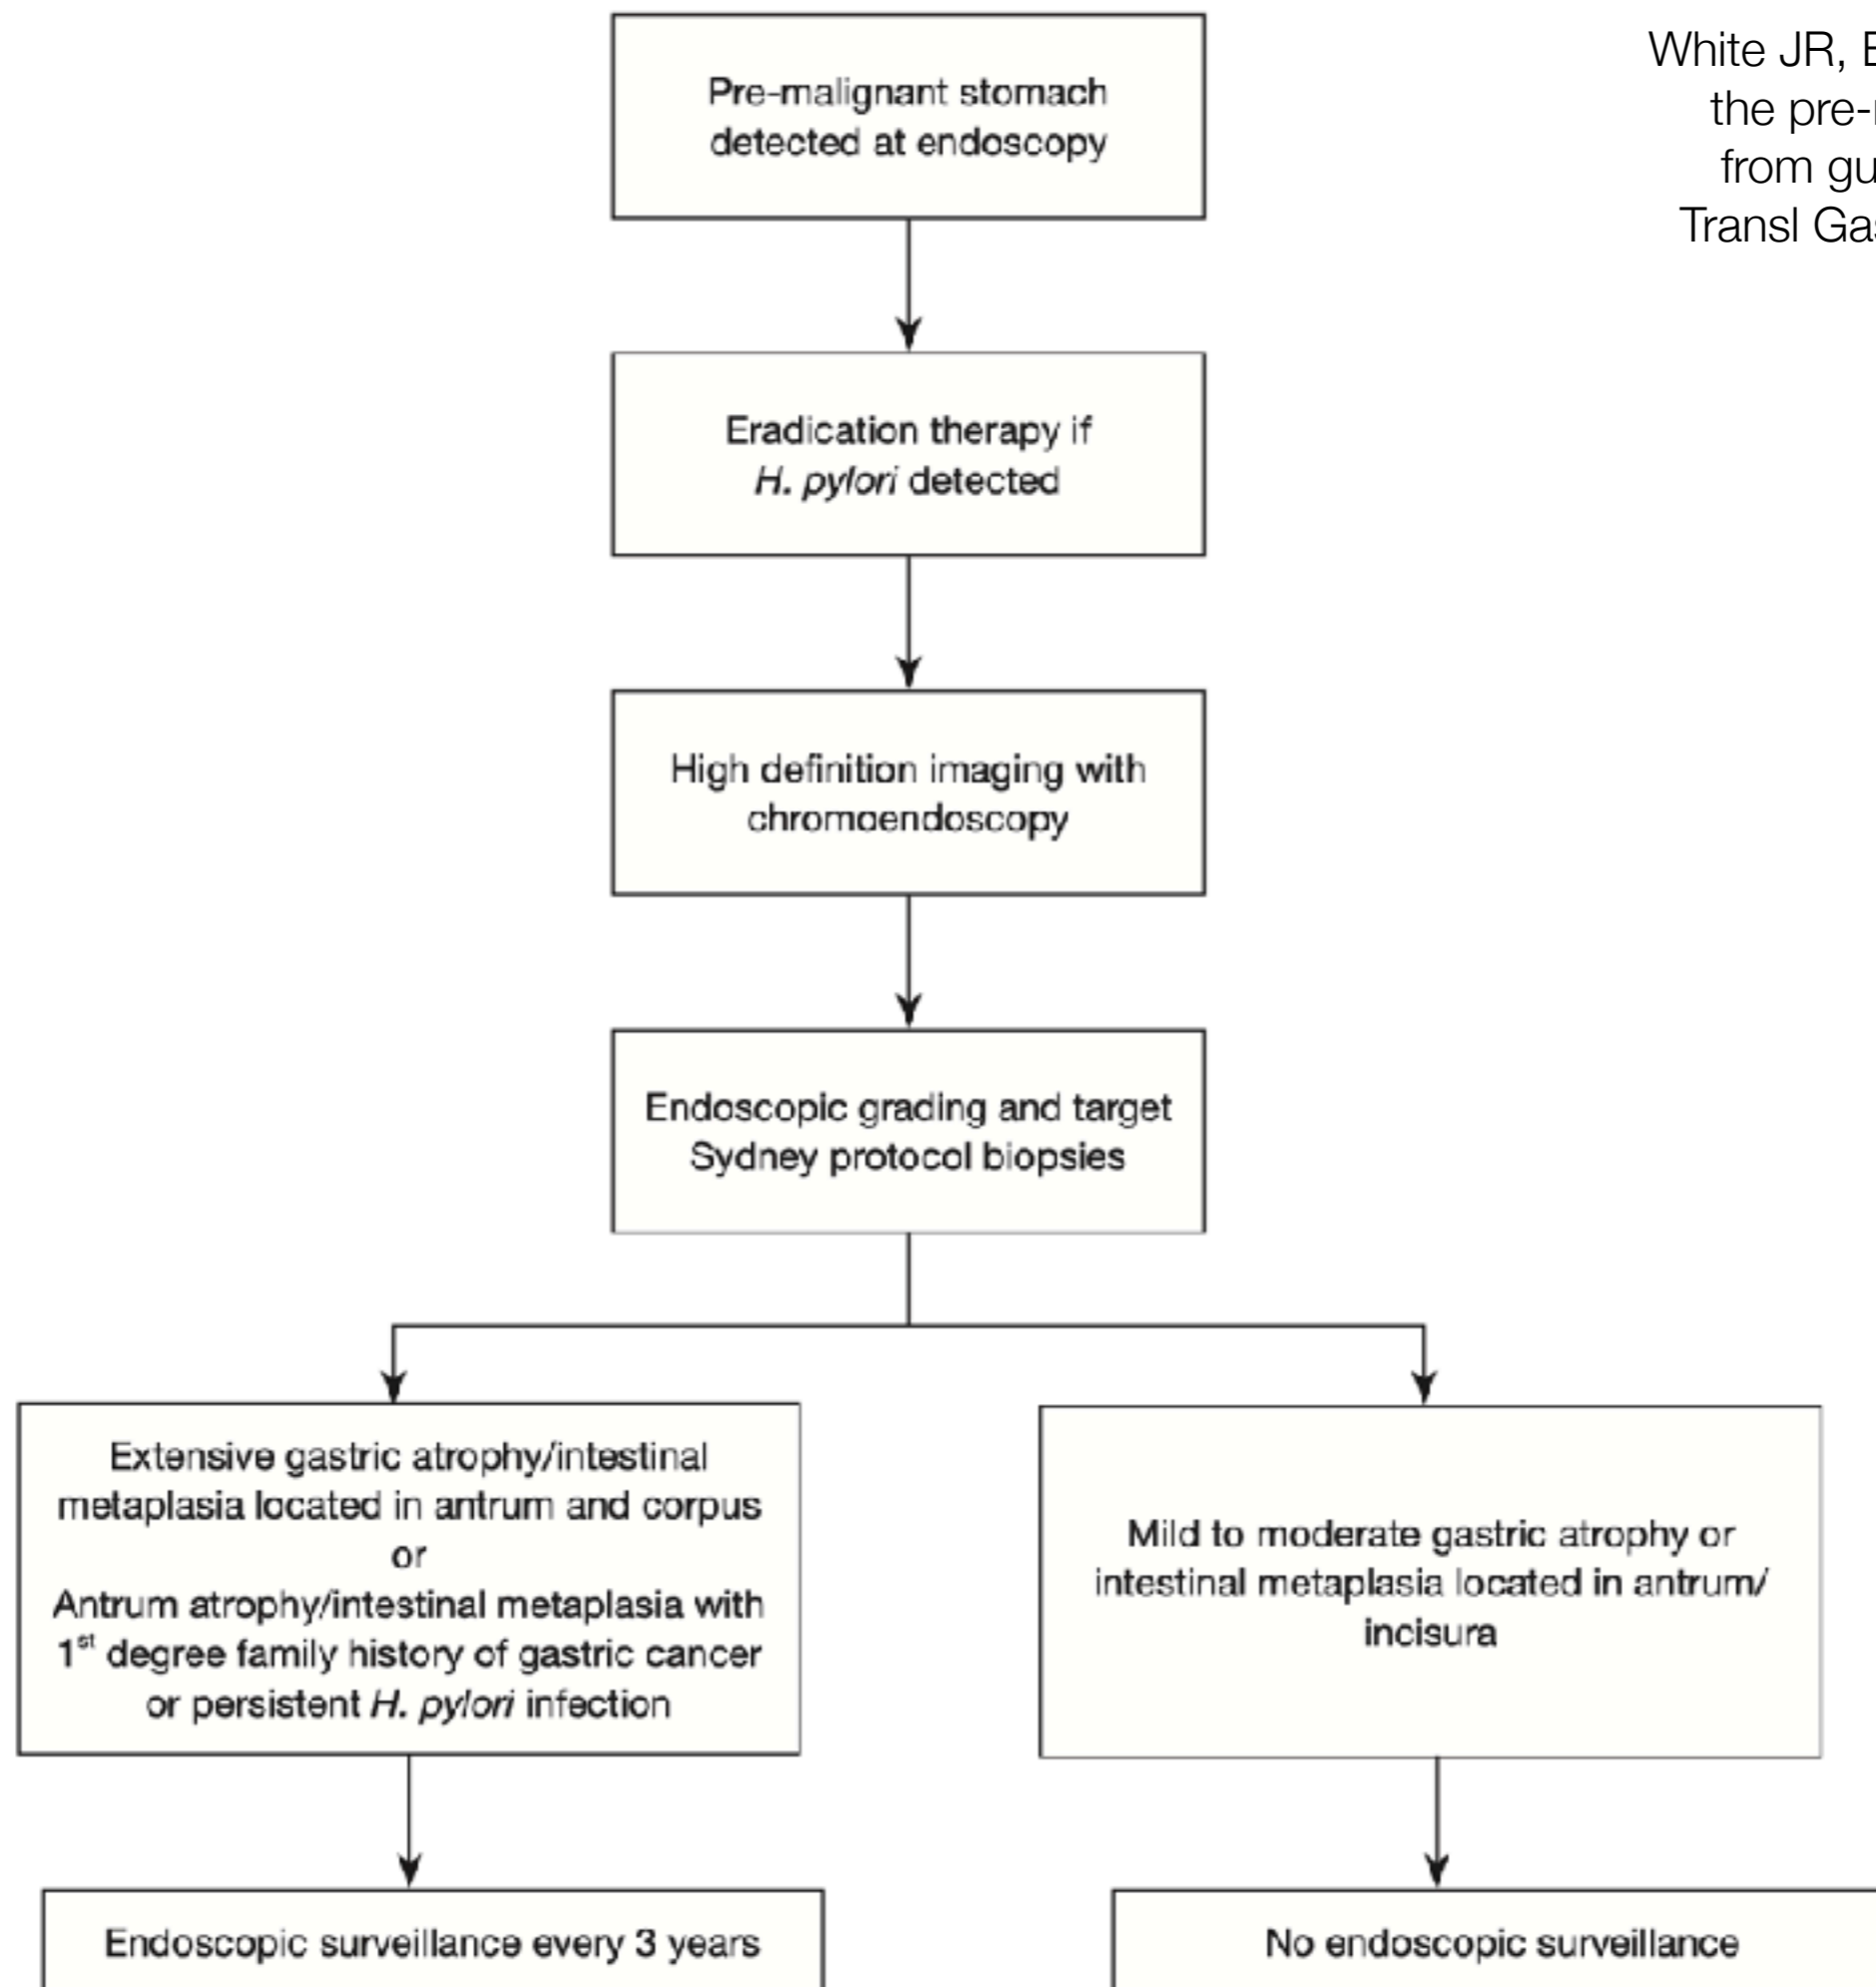 White JR, 
the pre-
from
Transl
Pre-malignant stomach
detected at endoscopy
Eradication therapy if
H. pylori detected
High definition imaging with
chromoendoscopy
Endoscopic grading and target
Sydney protocol biopsies
Extensive gastric atrophy/intestinal
metaplasia located in antrum and corpus
or
Antrum atrophy/intestinal metaplasia with
1st degree family history of gastric cancer
or persistent H. pylori infection
Mild to moderate gastric atrophy or
intestinal metaplasia located in antrum/
incisura
Endoscopic surveillance every 3 years
No endoscopic surveillance